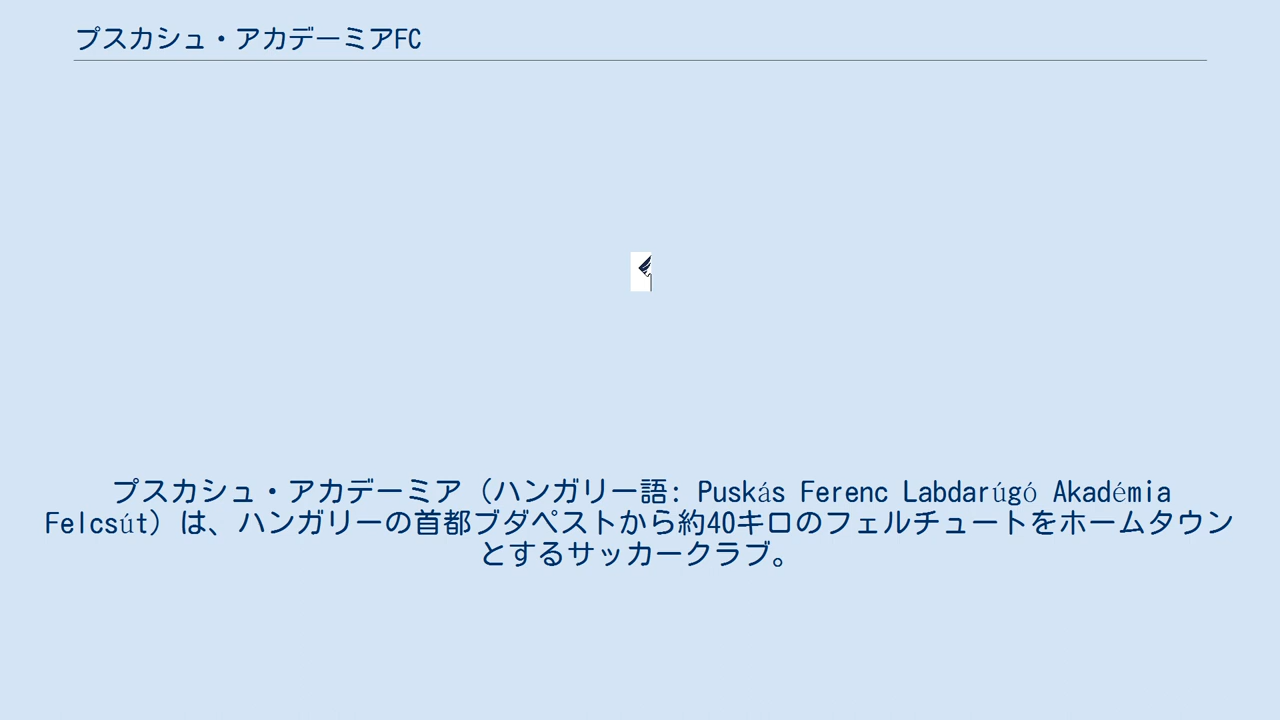 プスカシュ・アカデーミアFC
プスカシュ・アカデーミア（ハンガリー語: Puskás Ferenc Labdarúgó Akadémia
Felcsút）は、ハンガリーの首都ブダペストから約40キロのフェルチュートをホームタウン
とするサッカークラブ。